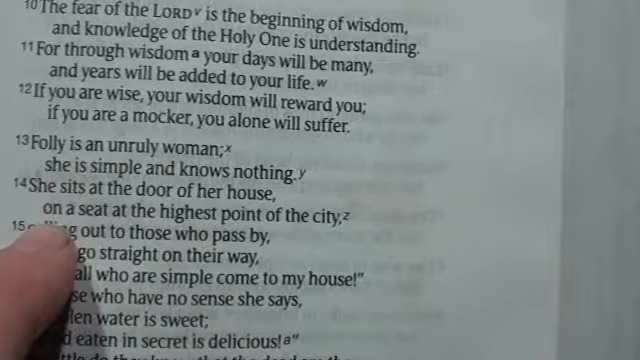 10 The fear of the LORD v is the beginning of wisdom,
and knowledge of the Holy One is understanding.
11 For through wisdom a your days will be many,
and years will be added to your life. w
12 If you are wise, your wisdom will reward you;
if you are a mocker, you alone will suffer.
13 Folly is an unruly woman; x
she is simple and knows nothing. y
14 She sits at the door of her house,
on a seat at the highest point of the city, z
15 out to those who pass by,
go straight on their way,
all who are simple come to my house!"
who have no sense she says,
water is sweet;
eaten in secret is delicious! a"